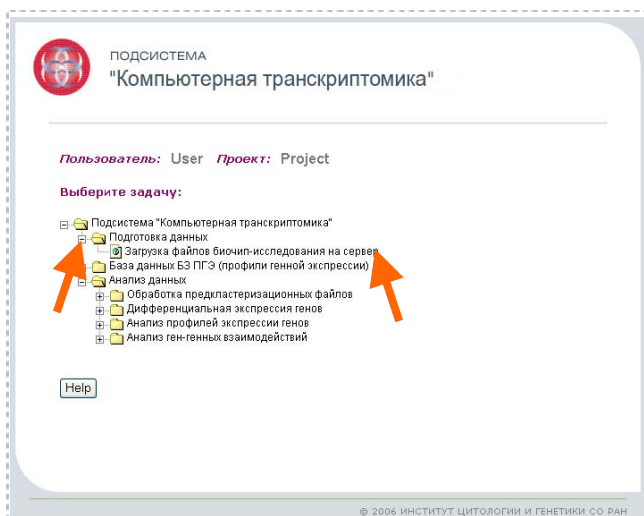 ПОДСИСТЕМА
"Компьютерная транскриптомика"
Пользователь: User Проект: Project
Выберите задачу:
Подсистема "Компьютерная транскриптомика"
Подготовка данных
Загрузка файлов биочип-исследования на сервер
База данных БЗ ПГЭ (профили генной экспрессии)
Анализ данных
Обработка предкластеризационных файлов
Дифференциальная экспрессия генов
Анализ профилей экспрессии генов
Анализ ген-генных взаимодействий
Help
© 2006 ИНСТИТУТ ЦИТОЛОГИИ И ГЕНЕТИКИ СО РАН